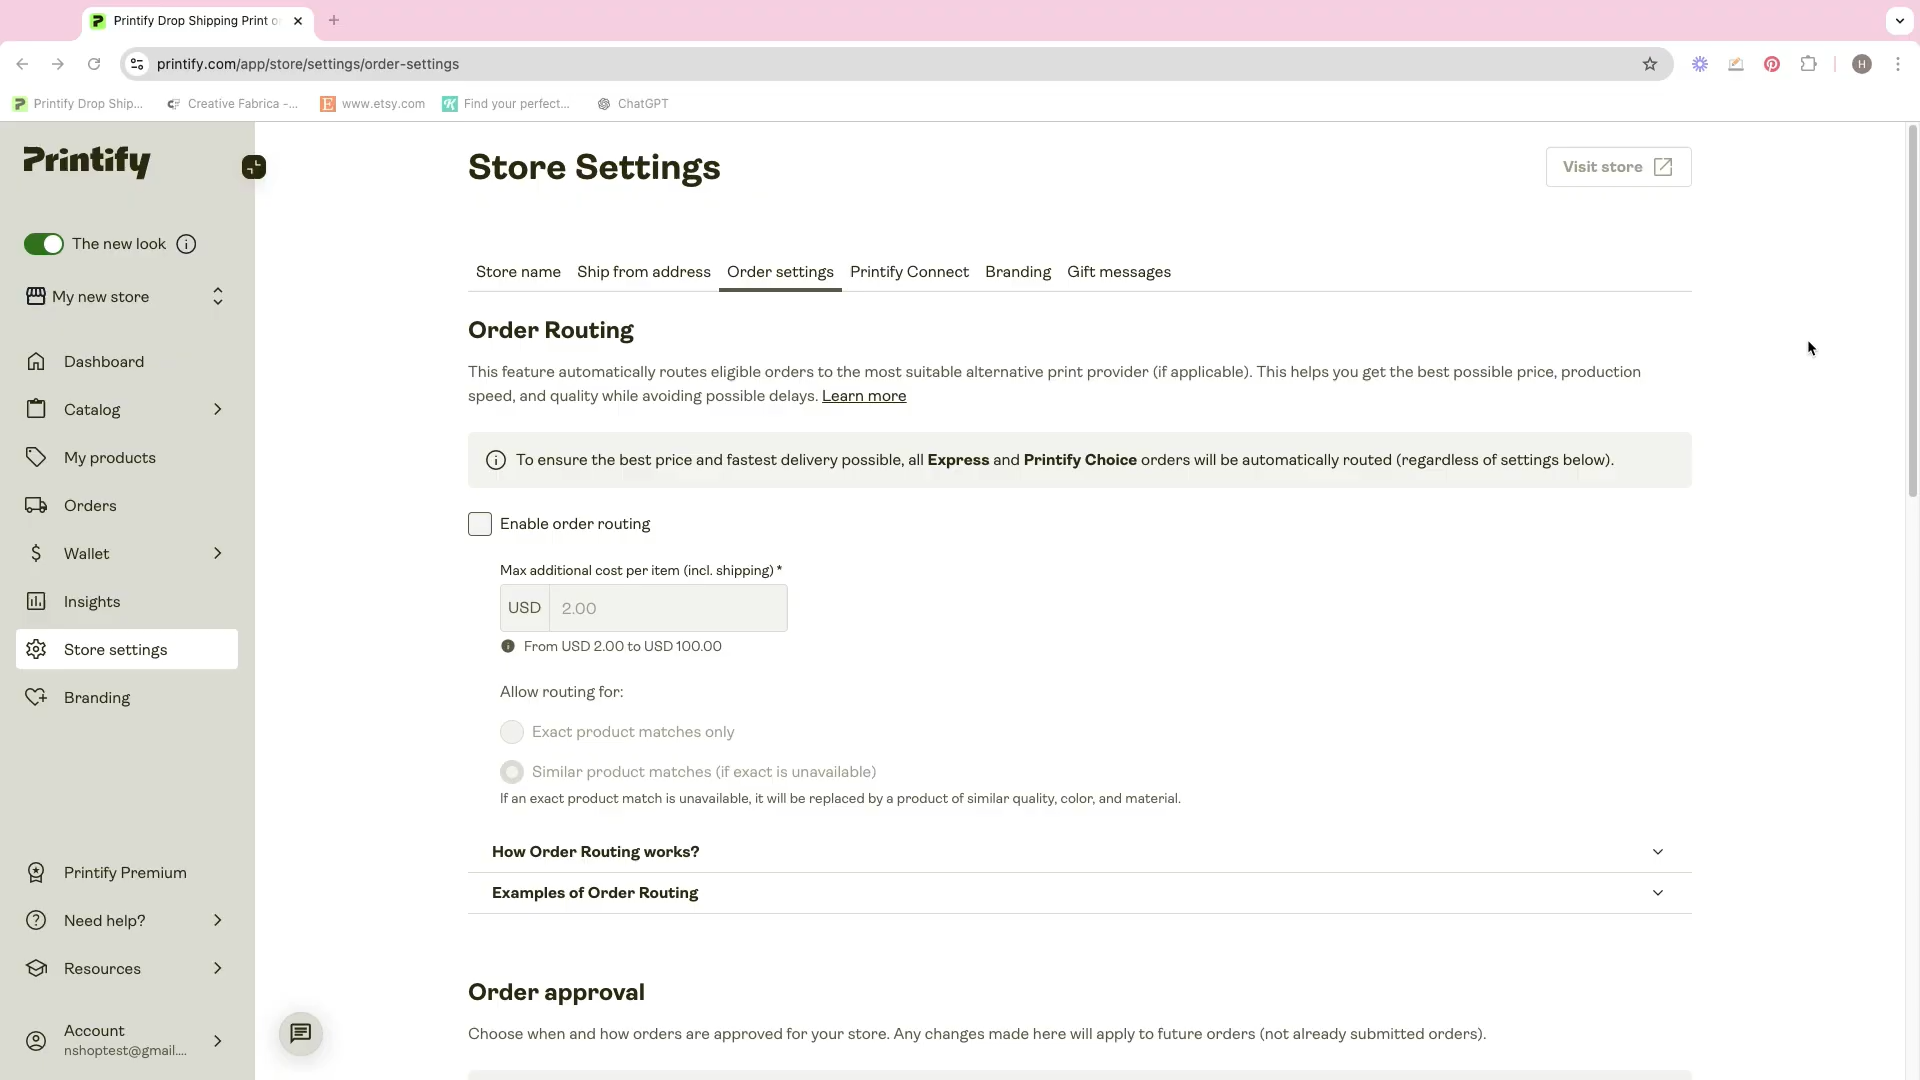 Printify Drop Shipping Print o
printify.com/app/store/settings/order-settings
H
Printify Drop Ship...
Creative Fabrica -...
www.etsy.com
Find your perfect...
ChatGPT
Printify
The new look
My new store
Dashboard
Catalog
My products
Orders
Wallet
Insights
Store settings
Branding
Printify Premium
Need help?
Resources
Account
nshoptest@gmail....
Store Settings
Visit store
Store name
Ship from address
Order settings
Printify Connect
Branding
Gift messages
Order Routing
This feature automatically routes eligible orders to the most suitable alternative print provider (if applicable). This helps you get the best possible price, production
speed, and quality while avoiding possible delays. Learn more
To ensure the best price and fastest delivery possible, all Express and Printify Choice orders will be automatically routed (regardless of settings below).
Enable order routing
Max additional cost per item (incl. shipping) *
USD 2.00
From USD 2.00 to USD 100.00
Allow routing for:
Exact product matches only
Similar product matches (if exact is unavailable)
If an exact product match is unavailable, it will be replaced by a product of similar quality, color, and material.
How Order Routing works?
Examples of Order Routing
Order approval
Choose when and how orders are approved for your store. Any changes made here will apply to future orders (not already submitted orders).